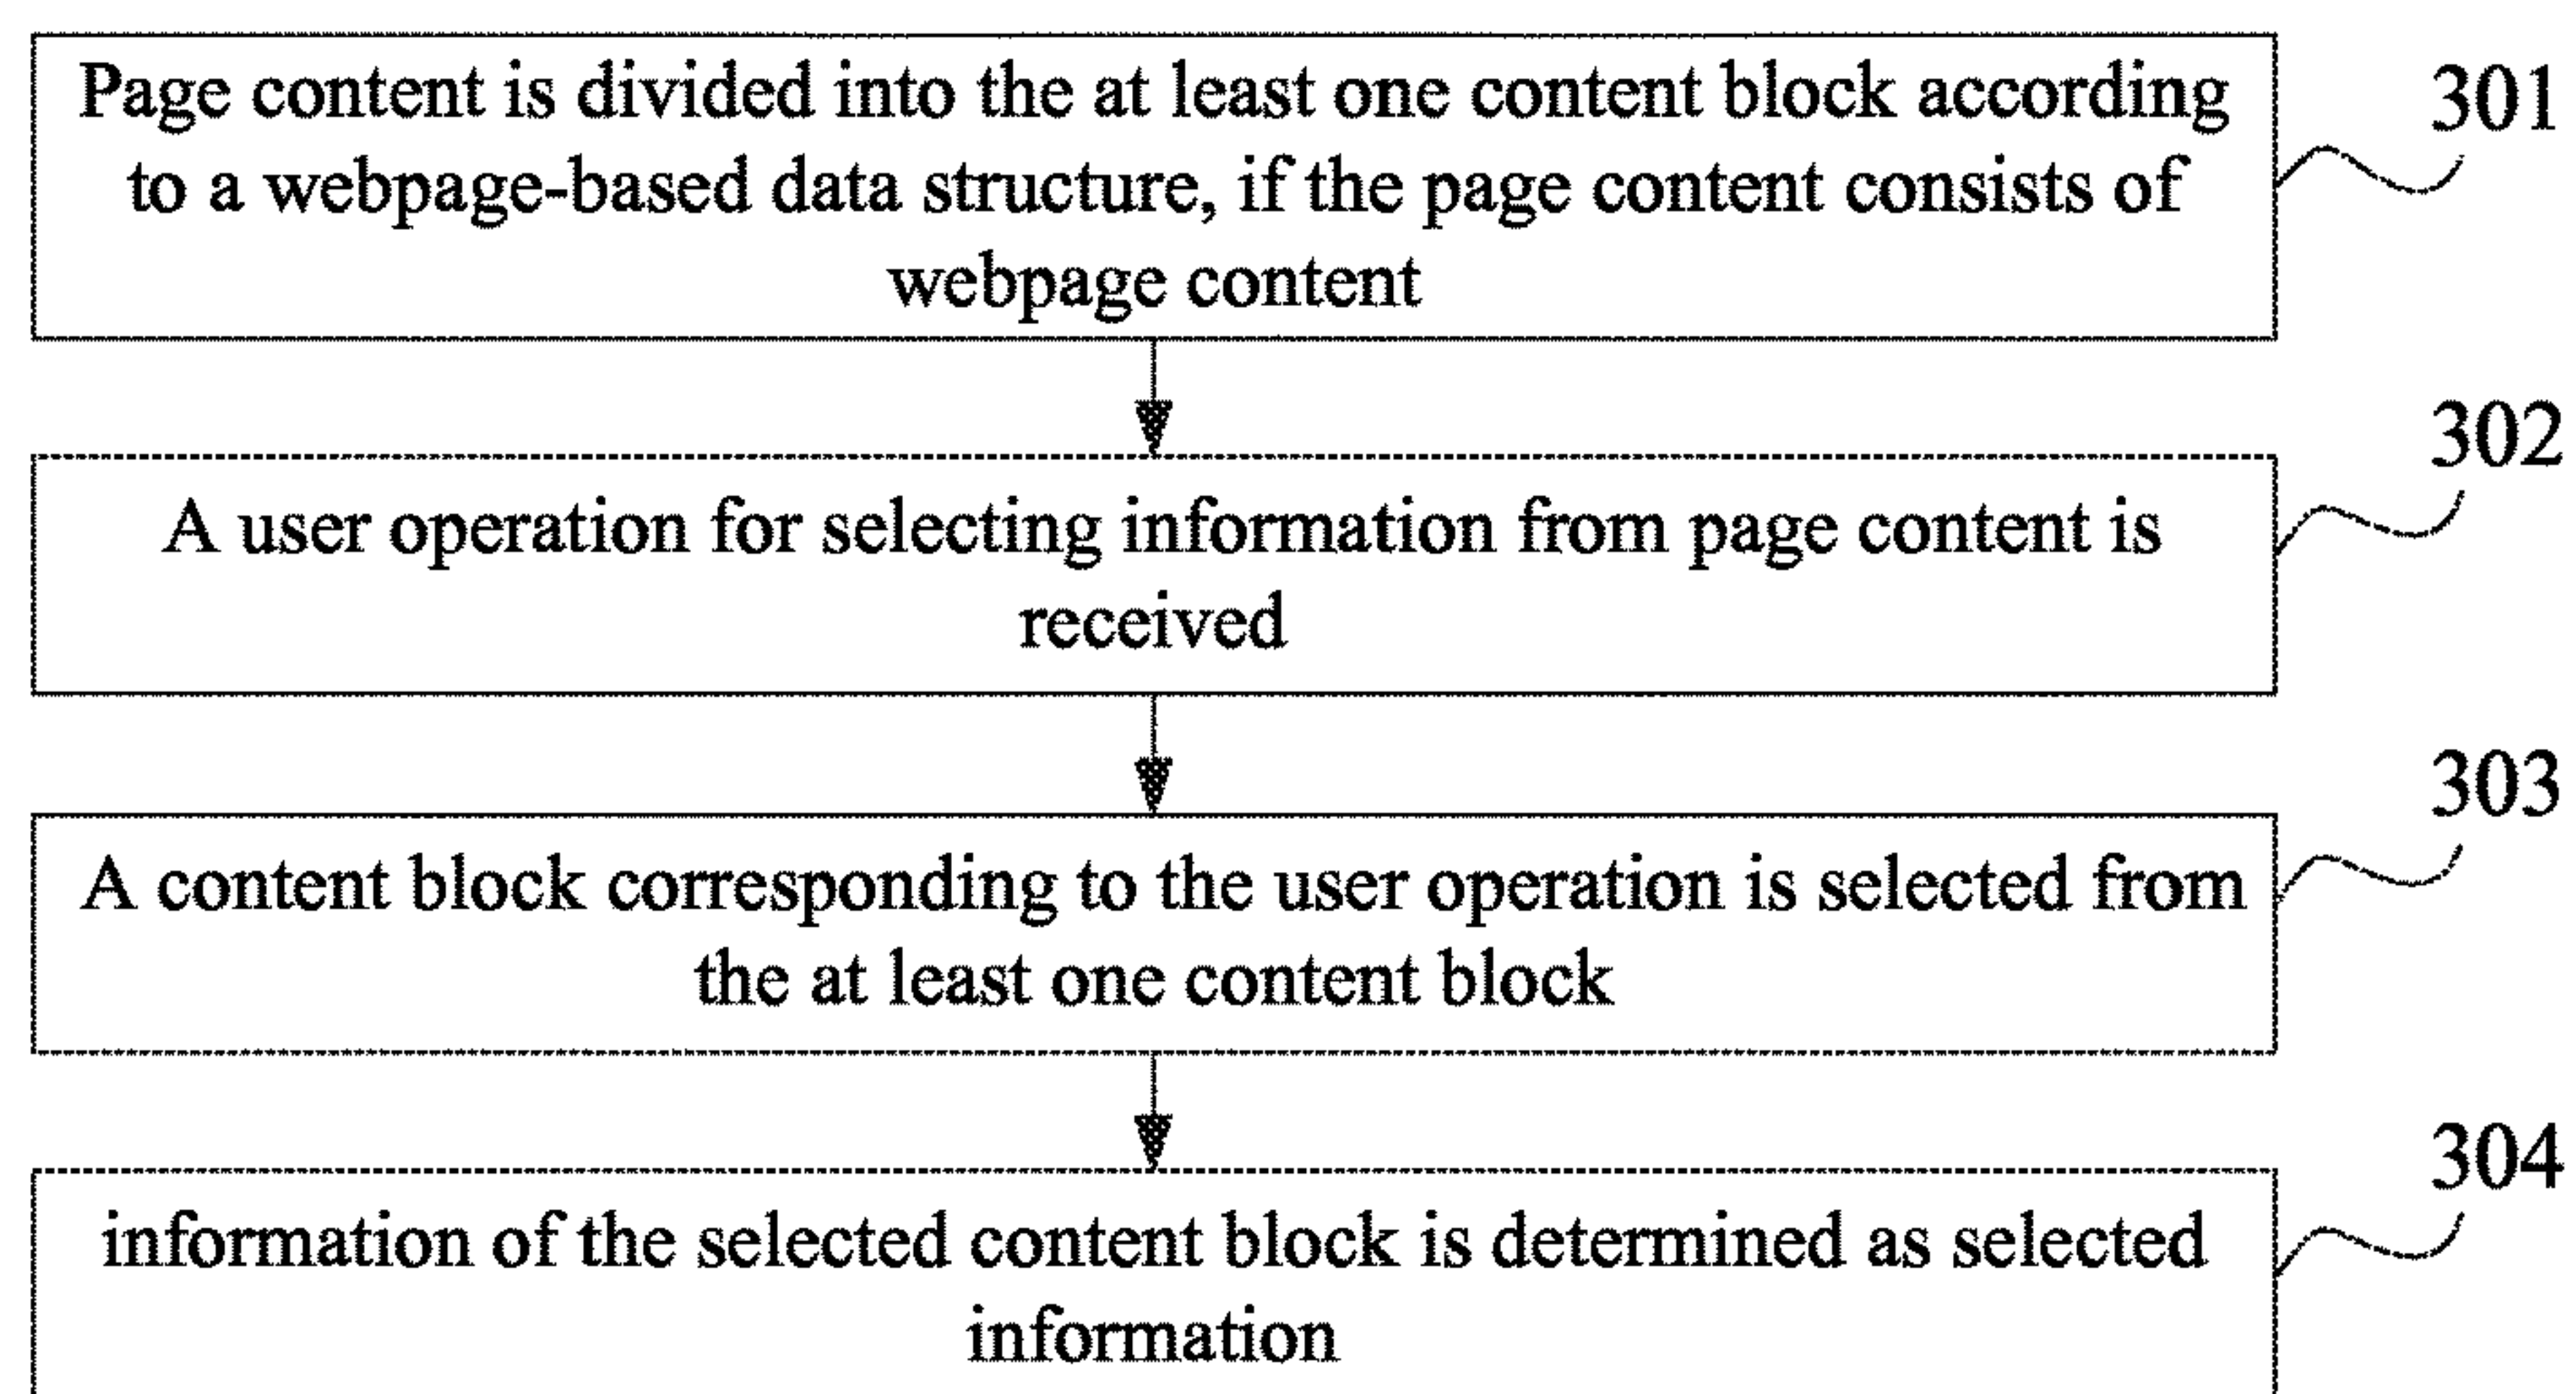 Page content is divided into the at least one content block according
to a webpage-based data structure, if the page content consists of
webpage content
301
A user operation for selecting information from page content is
received
302
A content block corresponding to the user operation is selected from
the at least one content block
303
information of the selected content block is determined as selected
information
304